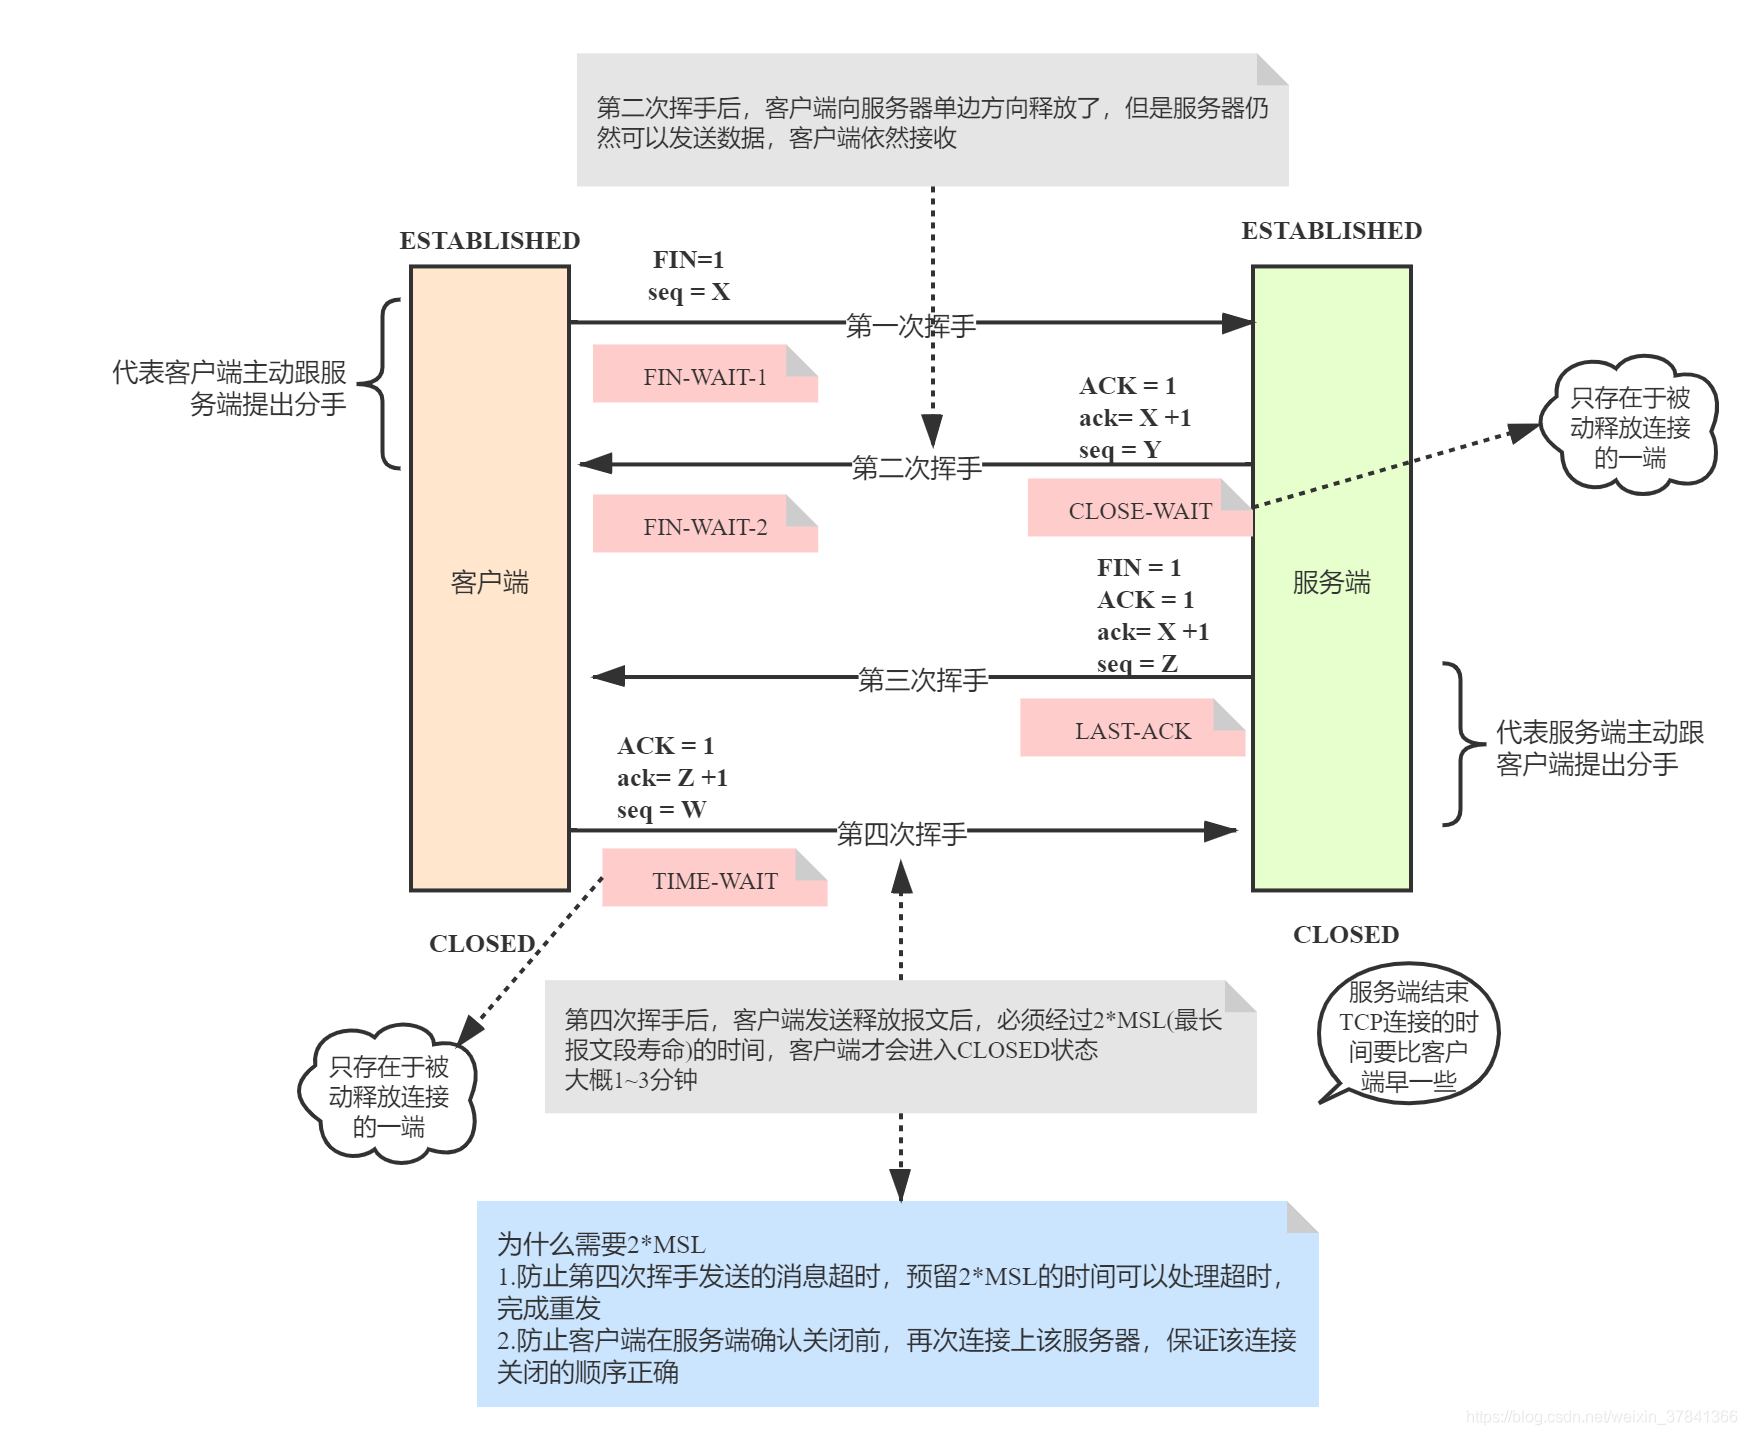 第二次挥手后，客户端向服务器单边方向释放了，但是服务器仍
然可以发送数据，客户端依然接收
ESTABLISHED
ESTABLISHED
FIN=1
seq = X
第一次挥手
代表客户端主动跟服
务端提出分手
FIN-WAIT-1
ACK = 1
ack= X +1
seq = Y
只存在于被
动释放连接
的一端
第二次挥手
FIN-WAIT-2
CLOSE-WAIT
客户端
服务端
FIN = 1
ACK = 1
ack= X +1
seq = Z
第三次挥手
LAST-ACK
代表服务端主动跟
客户端提出分手
ACK = 1
ack= Z +1
seq = W
第四次挥手
TIME-WAIT
CLOSED
CLOSED
服务端结束
TCP连接的时
间要比客户
端早一些
只存在于被
动释放连接
的一端
第四次挥手后，客户端发送释放报文后，必须经过2*MSL(最长
报文段寿命)的时间，客户端才会进入CLOSED状态
大概1~3分钟
为什么需要2*MSL
1.防止第四次挥手发送的消息超时，预留2*MSL的时间可以处理超时，
完成重发
2.防止客户端在服务端确认关闭前，再次连接上该服务器，保证该连接
关闭的顺序正确
https://blog.csdn.net/weixin_37841366